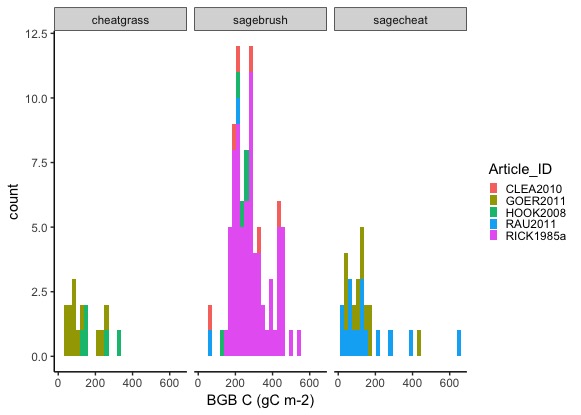 cheatgrass sagebrush sagecheat
12.5
10.0
7.5
5.0
2.5
0.0
count
0 200 400 600 0 200 400 600 0 200 400 600
BGB C (gC m-2)
Article_ID
CLEA2010
GOER2011
HOOK2008
RAU2011
RICK1985a